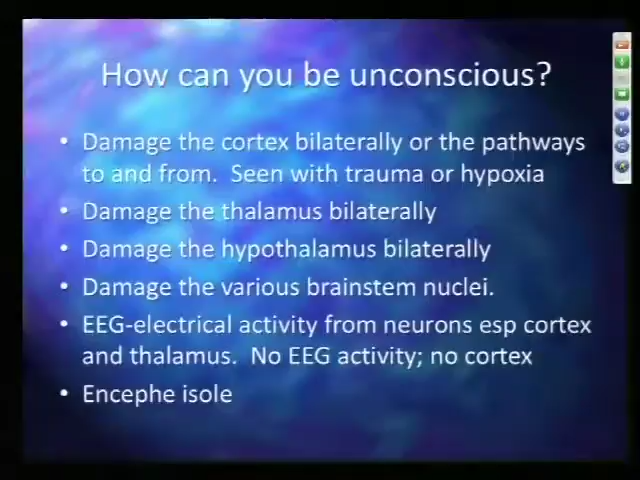 How can you be unconscious?
• Damage the cortex bilaterally or the pathways
to and from. Seen with trauma or hypoxia
• Damage the thalamus bilaterally
• Damage the hypothalamus bilaterally
• Damage the various brainstem nuclei.
• EEG-electrical activity from neurons esp cortex
and thalamus. No EEG activity; no cortex
• Encephe isole